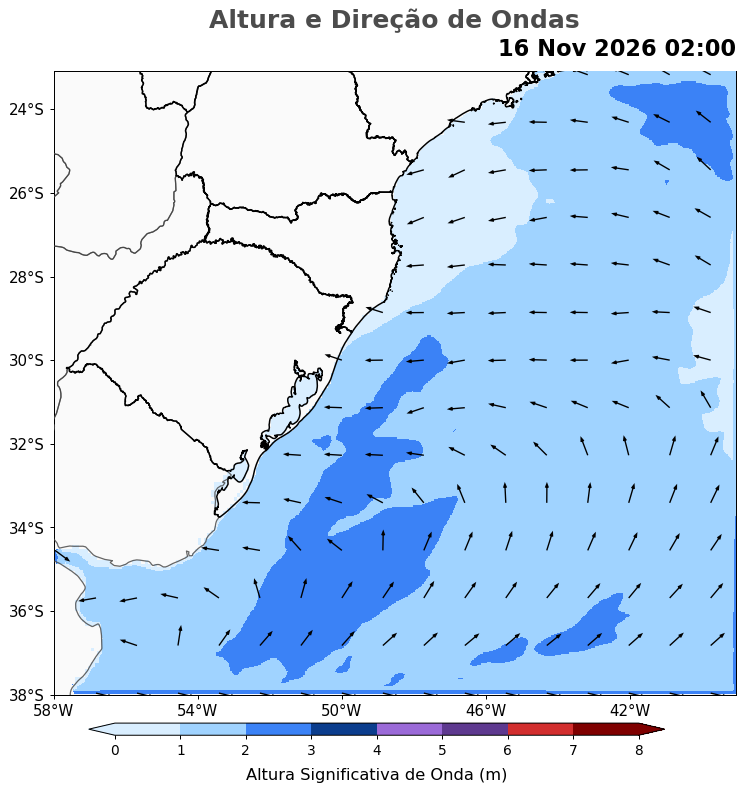 Altura e Direção de Ondas
16 Nov 2026 02:00
24°S
26°S
28°S
30°S
32°S
34°S
36°S
38°S
58°W 54°W 50°W 46°W 42°W
0 1 2 3 4 5 6 7 8
Altura Significativa de Onda (m)